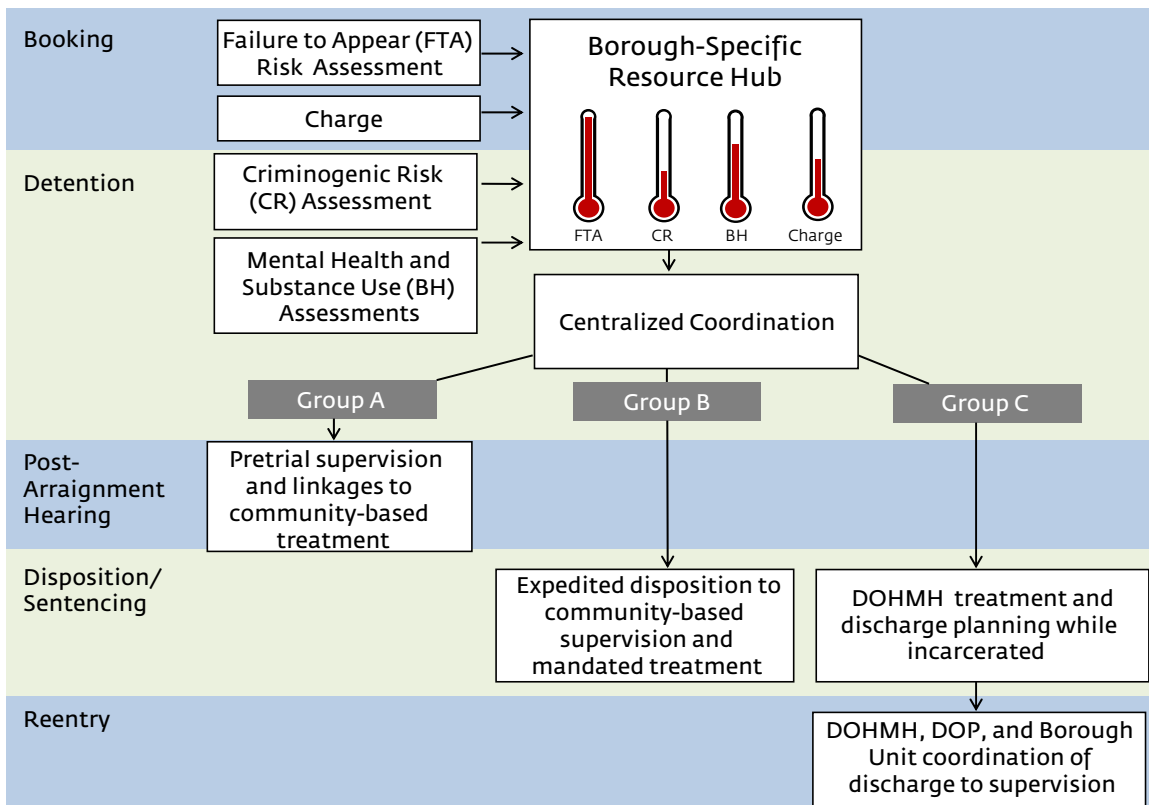 Booking
Failure to Appear (FTA)
Risk Assessment
Charge
Borough-Specific
Resource Hub
FTA
CR
BH
Charge
Detention
Criminogenic Risk
(CR) Assessment
Mental Health and
Substance Use (BH)
Assessments
Centralized Coordination
Group A
Group B
Group C
Post-
Arraignment
Hearing
Pretrial supervision
and linkages to
community-based
treatment
Disposition/
Sentencing
Expedited disposition to
community-based
supervision and
mandated treatment
DOHMH treatment and
discharge planning while
incarcerated
Reentry
DOHMH, DOP, and Borough
Unit coordination of
discharge to supervision